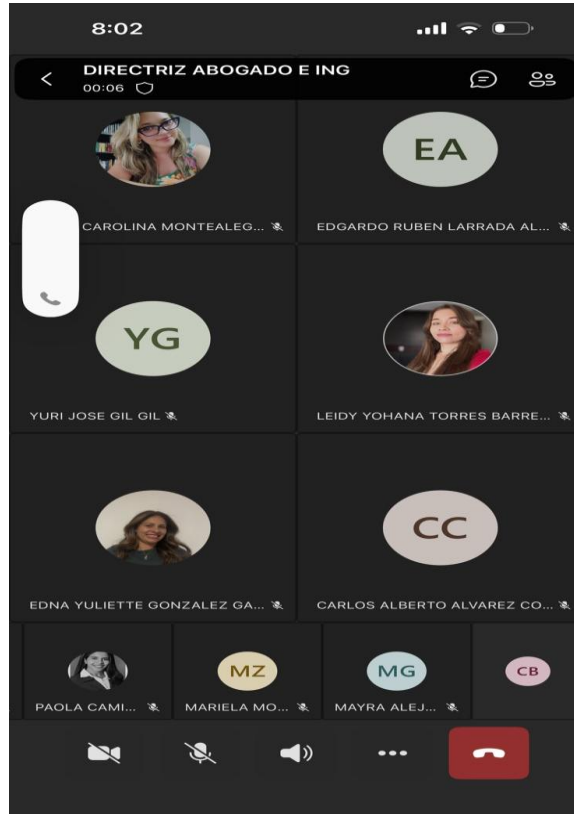 8:02
DIRECTRIZ ABOGADO E ING
00:06
EA
CAROLINA MONTEALEG...
EDGARDO RUBEN LARRADA AL...
YG
YURI JOSE GIL GIL
LEIDY YOHANA TORRES BARRE...
CC
EDNA YULIETTE GONZALEZ GA...
CARLOS ALBERTO ALVAREZ CO...
MZ
MG
CB
PAOLA CAMI...
MARIELA MO...
MAYRA ALEJ...